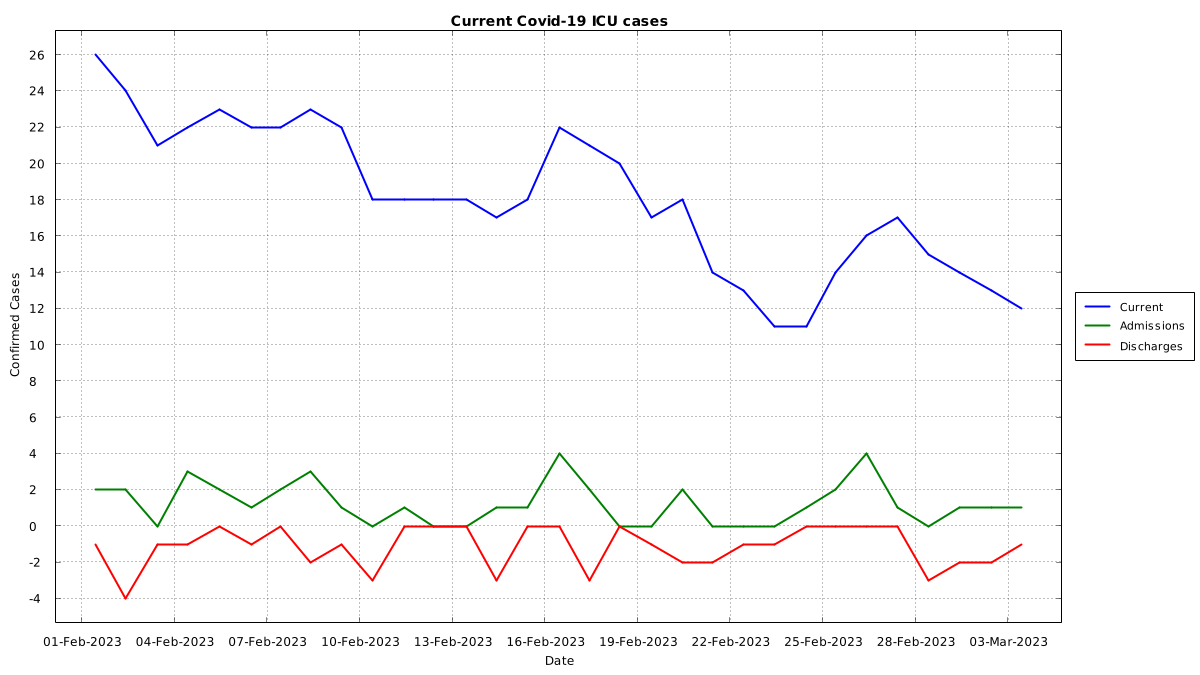 Current Covid-19 ICU cases
26
24
22
20
18
16
14
12
10
8
6
4
2
0
-2
-4
Confirmed Cases
01-Feb-2023 04-Feb-2023 07-Feb-2023 10-Feb-2023 13-Feb-2023 16-Feb-2023 19-Feb-2023 22-Feb-2023 25-Feb-2023 28-Feb-2023 03-Mar-2023
Date
Current
Admissions
Discharges